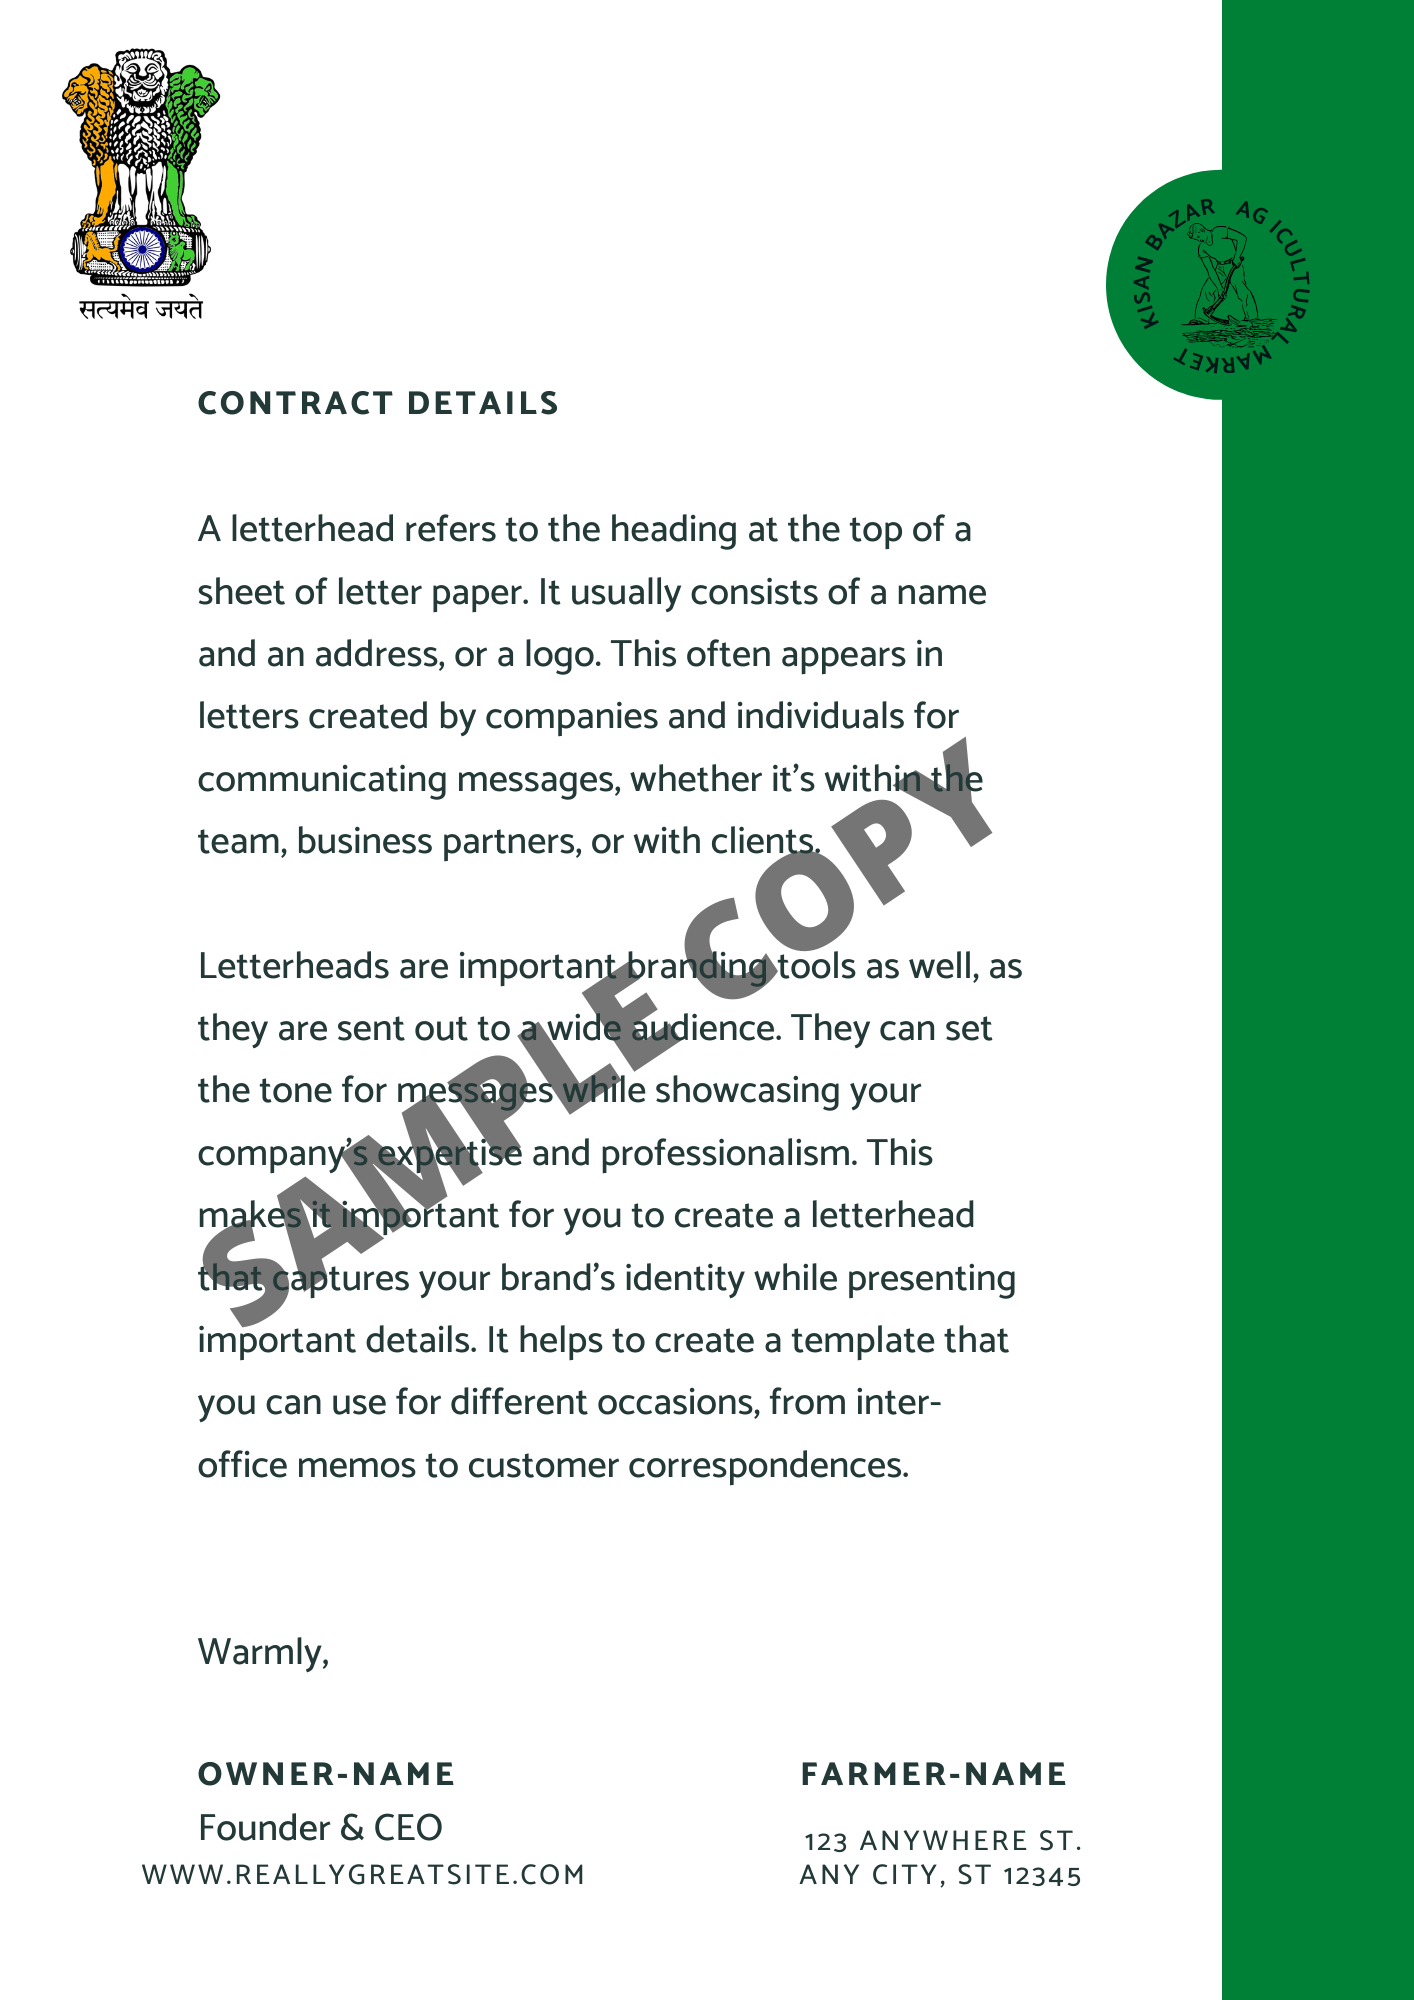 सत्यमेव जयते
KISAN BAZAR AG ICULTURAL MARKET
CONTRACT DETAILS
A letterhead refers to the heading at the top of a
sheet of letter paper. It usually consists of a name
and an address, or a logo. This often appears in
letters created by companies and individuals for
communicating messages, whether it’s within the
team, business partners, or with clients.
Letterheads are important branding tools as well, as
they are sent out to a wide audience. They can set
the tone for messages while showcasing your
company’s expertise and professionalism. This
makes it important for you to create a letterhead
that captures your brand’s identity while presenting
important details. It helps to create a template that
you can use for different occasions, from inter-
office memos to customer correspondences.
SAMPLE COPY
Warmly,
OWNER-NAME
Founder & CEO
WWW.REALLYGREATSITE.COM
FARMER-NAME
123 ANYWHERE ST.
ANY CITY, ST 12345